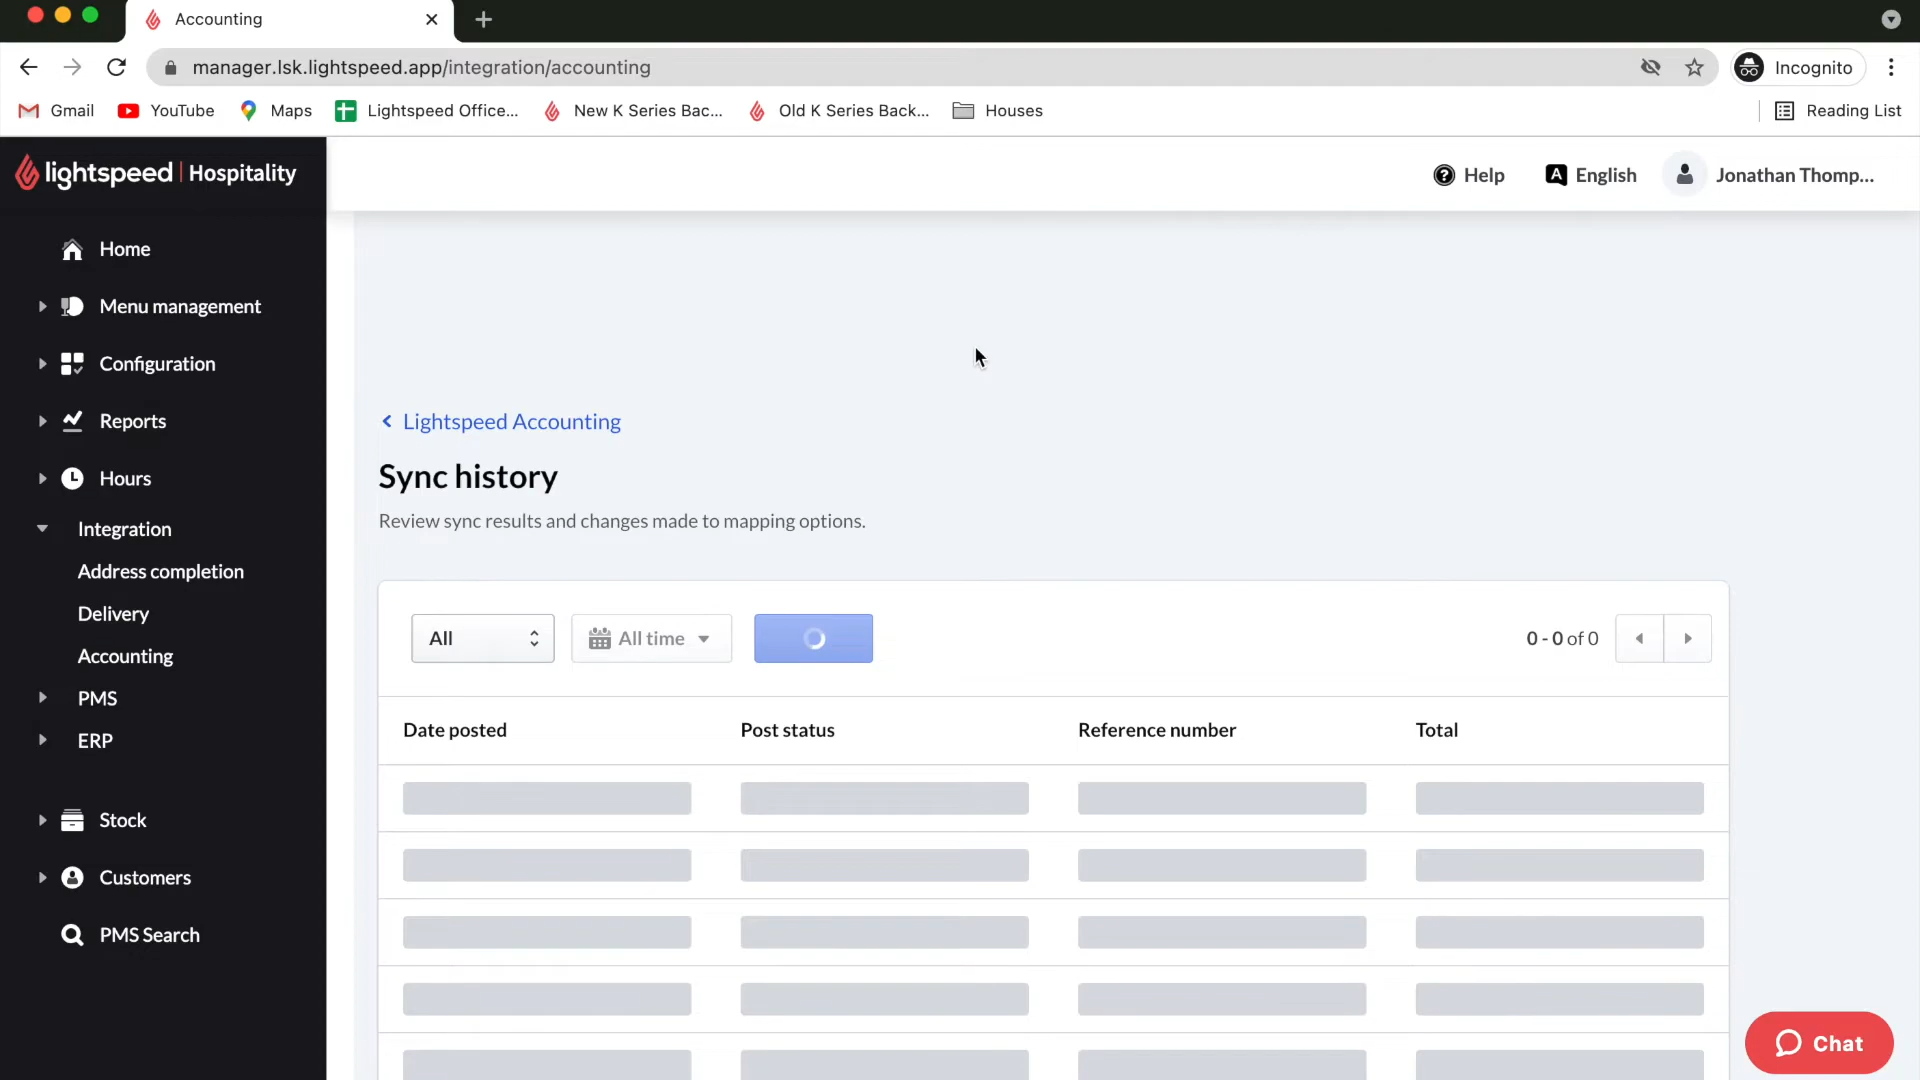 Accounting
manager.lsk.lightspeed.app/integration/accounting
Incognito
Gmail
YouTube
Maps
Lightspeed Office...
New K Series Bac...
Old K Series Back...
Houses
Reading List
lightspeed | Hospitality
Help
A English
Jonathan Thomp...
Home
Menu management
Configuration
Reports
Hours
Integration
Address completion
Delivery
Accounting
PMS
ERP
Stock
Customers
PMS Search
Lightspeed Accounting
Sync history
Review sync results and changes made to mapping options.
All
All time
0 - 0 of 0
Date posted
Post status
Reference number
Total
Chat